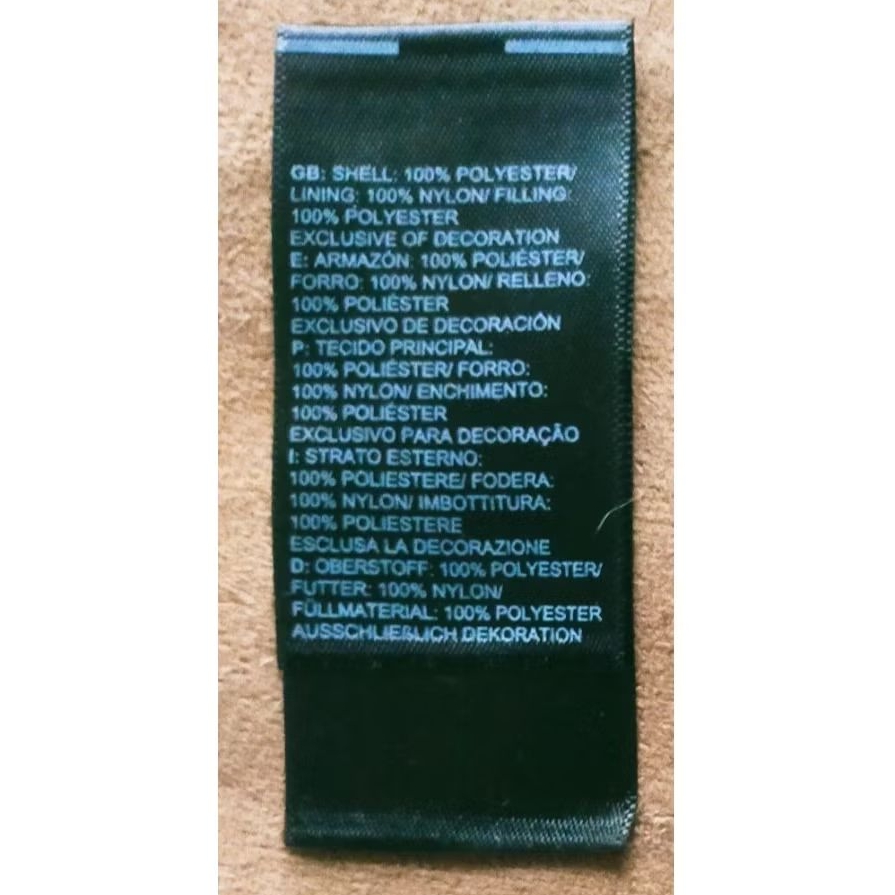 GB: SHELL: 100% POLYESTER/
LINING: 100% NYLON/ FILLING:
100% POLYESTER
EXCLUSIVE OF DECORATION
E: ARMAZÓN: 100% POLIÉSTER/
FORRO: 100% NYLON/ RELLENO:
100% POLIÉSTER
EXCLUSIVO DE DECORACIÓN
P: TECIDO PRINCIPAL:
100% POLIÉSTER/ FORRO:
100% NYLON/ ENCHIMENTO:
100% POLIÉSTER
EXCLUSIVO PARA DECORAÇÃO
I: STRATO ESTERNO:
100% POLIESTERE/ FODERA:
100% NYLON/ IMBOTTITURA:
100% POLIESTERE
ESCLUSA LA DECORAZIONE
D: OBERSTOFF: 100% POLYESTER/
FUTTER: 100% NYLON/
FÜLLMATERIAL: 100% POLYESTER
AUSSCHLIEßLICH DEKORATION